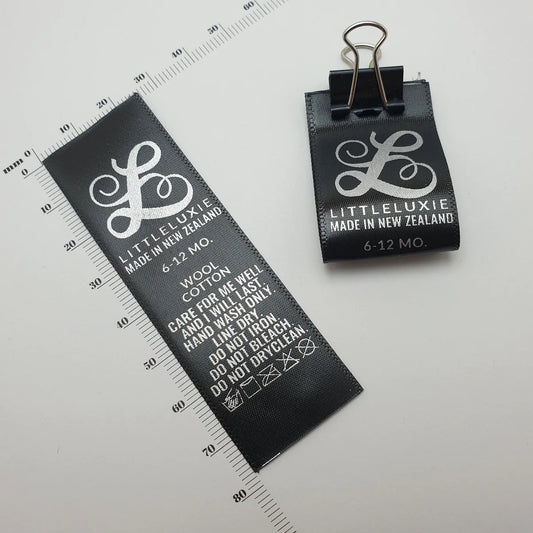 mm 0 10 20 30 40 50 60
0
10
20
30
40
50
60
70
80
L
LITTLELUXIE
MADE IN NEW ZEALAND
6-12 MO.
WOOL
COTTON
CARE FOR ME WELL
AND I WILL LAST.
HAND WASH ONLY.
LINE DRY
DO NOT IRON.
DO NOT BLEACH.
DO NOT DRYCLEAN.
L
LITTLELUXIE
MADE IN NEW ZEALAND
6-12 MO.